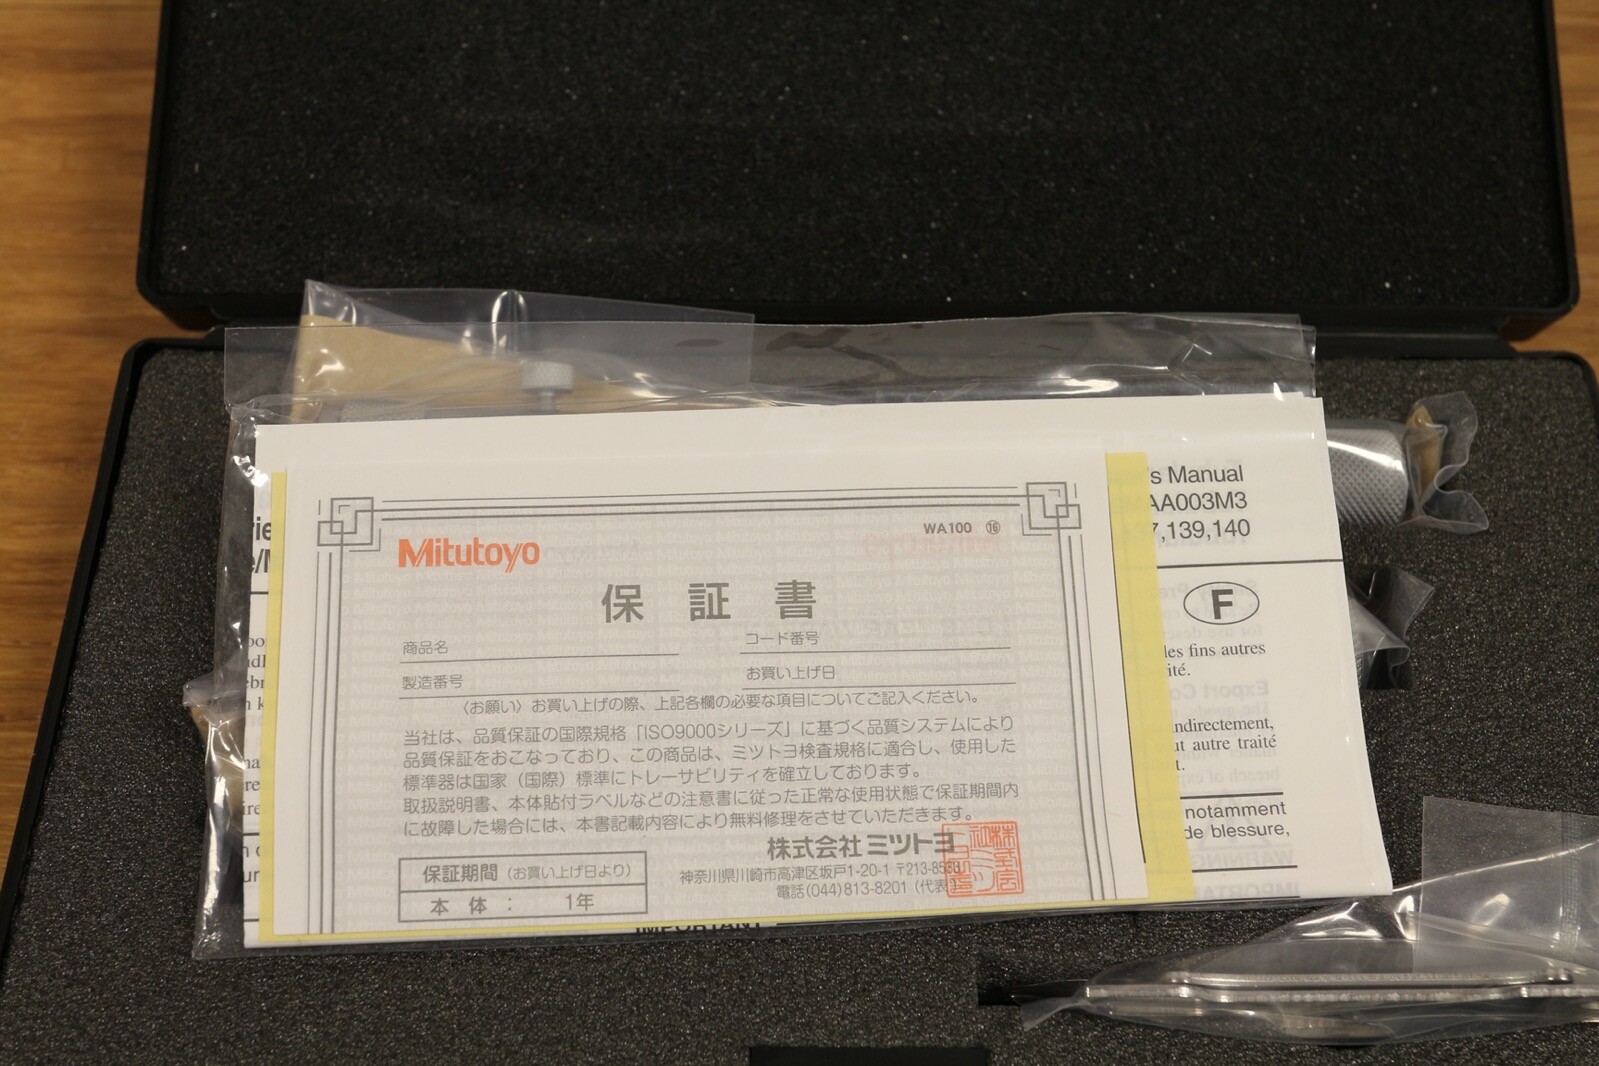 's Manual
AA003M3
7,139,140
F
les fins autres
ité.
indirectement,
ut autre traité
t.
notamment
de blessure,
WA100 ⑯
Mitutoyo
保証書
商品名
コード番号
製造番号
お買い上げ日
〈お願い〉お買い上げの際、上記各欄の必要な項目についてご記入ください。
当社は、品質保証の国際規格「ISO9000シリーズ」に基づく品質システムにより
品質保証をおこなっており、この商品は、ミツトヨ検査規格に適合し、使用した
標準器は国家（国際）標準にトレーサビリティを確立しております。
取扱説明書、本体貼付ラベルなどの注意書に従った正常な使用状態で保証期間内
に故障した場合には、本書記載内容により無料修理をさせていただきます。
株式会社ミツトヨ
神奈川県川崎市高津区坂戸1-20-1 〒213-8533
電話(044)813-8201（代表）
保証期間（お買い上げ日より）
本体： 1年
IMPORTANT